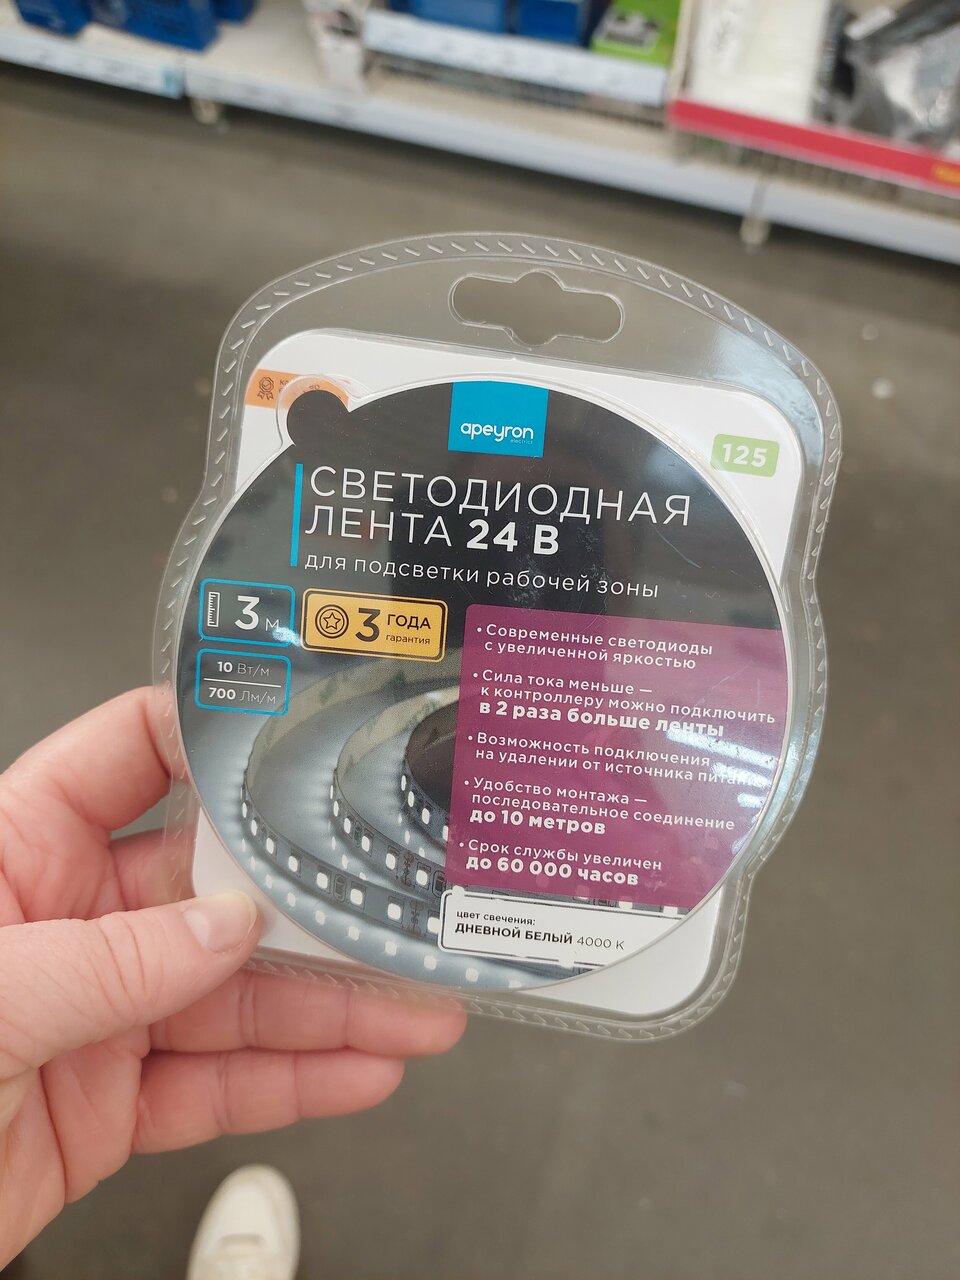 apeyron
electrics
125
СВЕТОДИОДНАЯ
ЛЕНТА 24 В
для подсветки рабочей зоны
3 м
3 ГОДА
гарантия
10 Вт/м
700 Лм/м
• Современные светодиоды
с увеличенной яркостью
• Сила тока меньше —
к контроллеру можно подключить
в 2 раза больше ленты
• Возможность подключения
на удалении от источника питания
• Удобство монтажа —
последовательное соединение
до 10 метров
• Срок службы увеличен
до 60 000 часов
цвет свечения:
ДНЕВНОЙ БЕЛЫЙ 4000 К